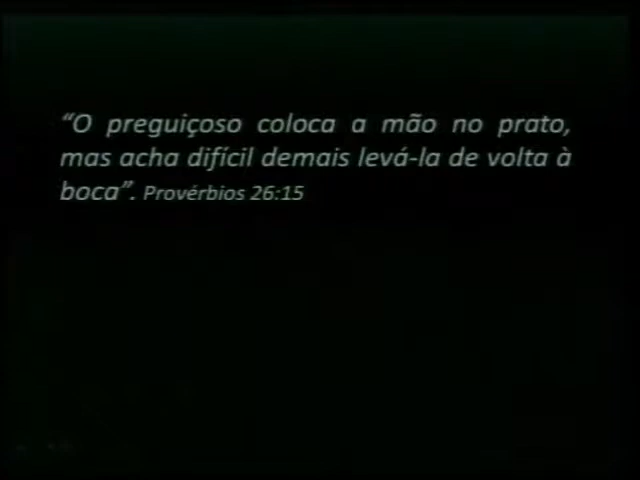 “O preguiçoso coloca a mão no prato,
mas acha difícil demais levá-la de volta à
boca”. Provérbios 26:15